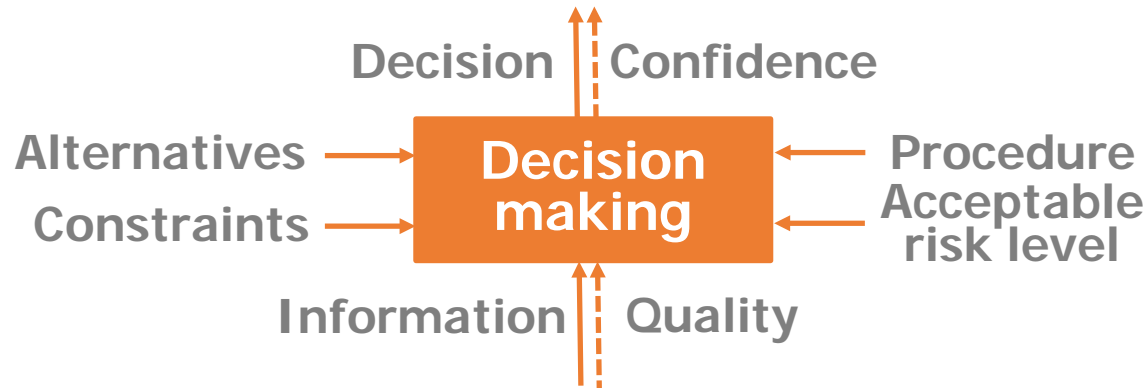 Decision Confidence
Alternatives
Constraints
Decision
making
Procedure
Acceptable
risk level
Information Quality